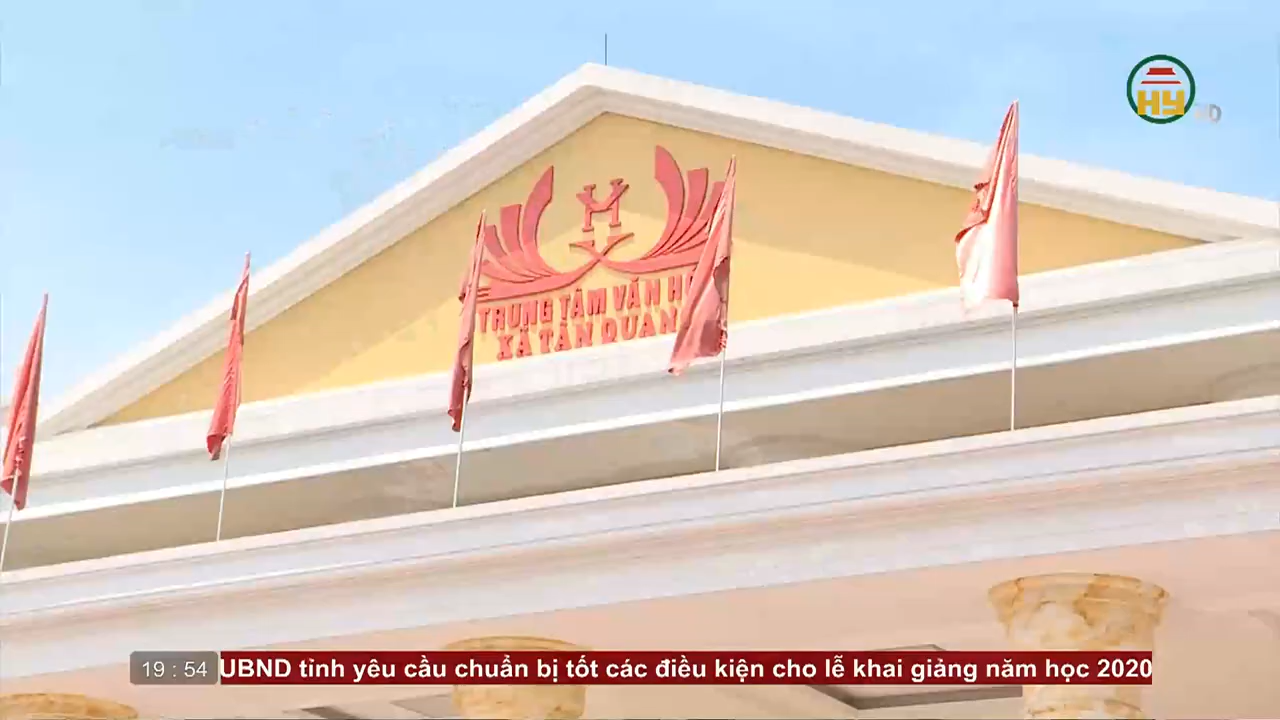 HY
TRUNG TÂM VĂN
XÃ TÂN
19 : 54
UBND tỉnh yêu cầu chuẩn bị tốt các điều kiện cho lễ khai giảng năm học 2020